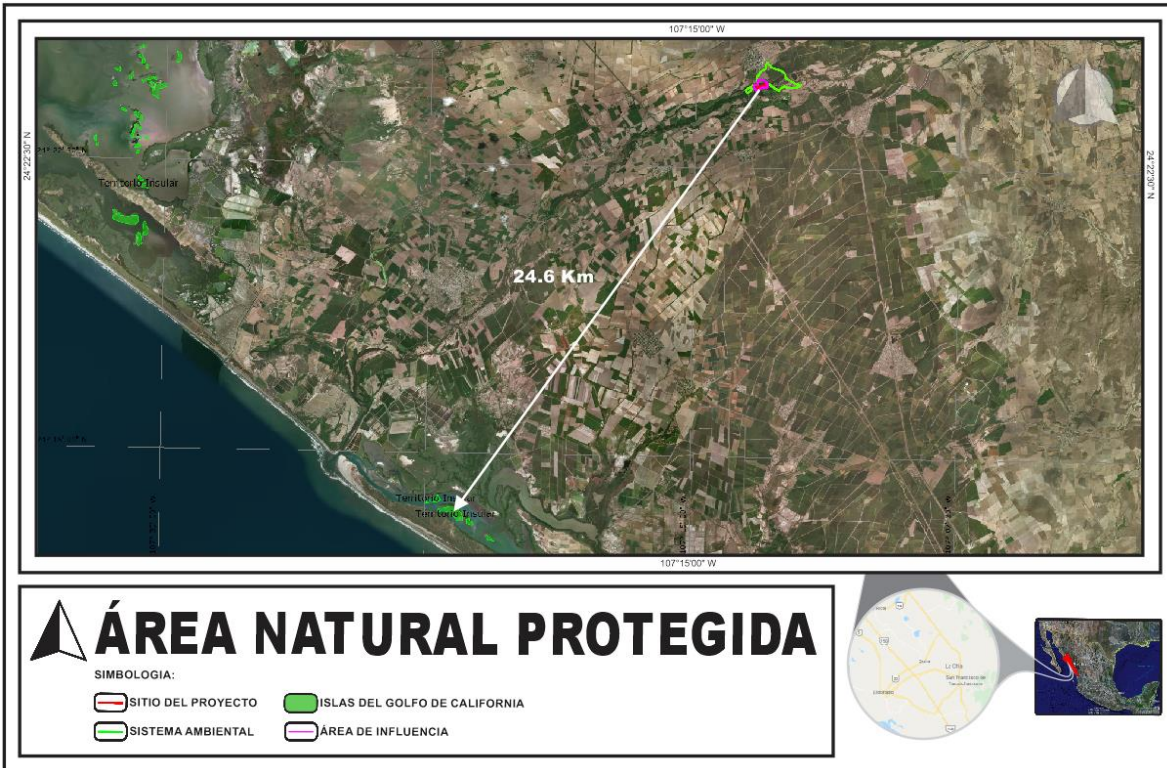 107°15'00" W
24°22'30" N
24°22'30" N
Territorio Insular
24.6 Km
Territorio Insular
Territorio Insular
107°15'00" W
ÁREA NATURAL PROTEGIDA
SIMBOLOGIA:
SITIO DEL PROYECTO
ISLAS DEL GOLFO DE CALIFORNIA
SISTEMA AMBIENTAL
ÁREA DE INFLUENCIA